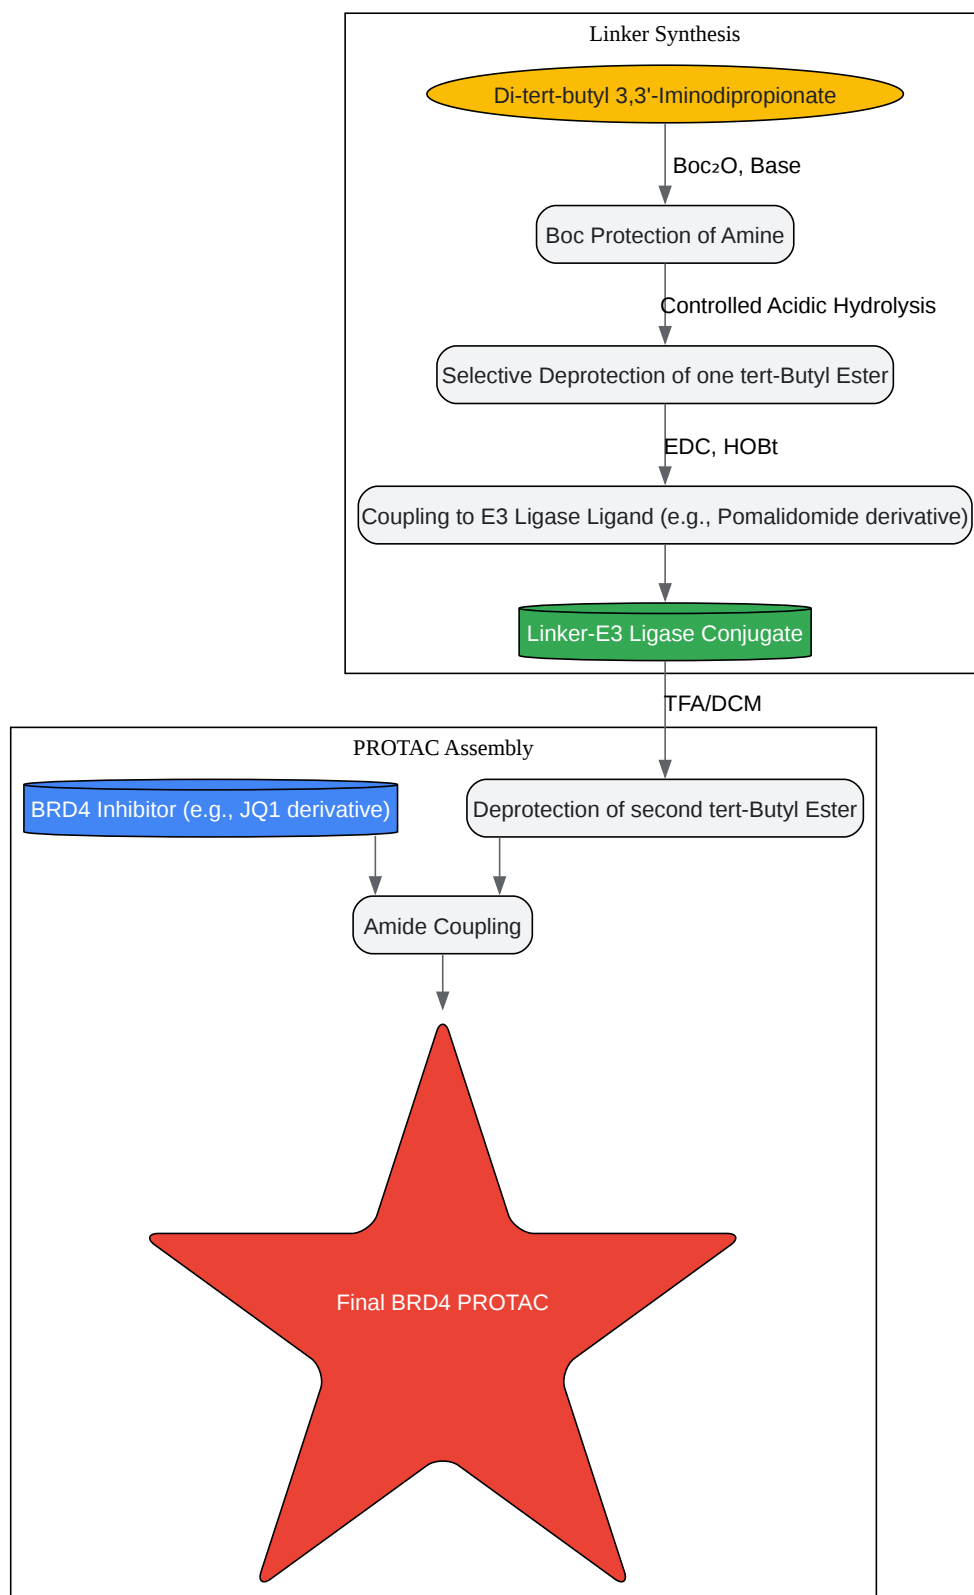 Linker Synthesis
Di-tert-butyl 3,3'-Iminodipropionate
Boc₂O, Base
Boc Protection of Amine
Controlled Acidic Hydrolysis
Selective Deprotection of one tert-Butyl Ester
EDC, HOBt
Coupling to E3 Ligase Ligand (e.g., Pomalidomide derivative)
Linker-E3 Ligase Conjugate
TFA/DCM
PROTAC Assembly
BRD4 Inhibitor (e.g., JQ1 derivative)
Deprotection of second tert-Butyl Ester
Amide Coupling
Final BRD4 PROTAC